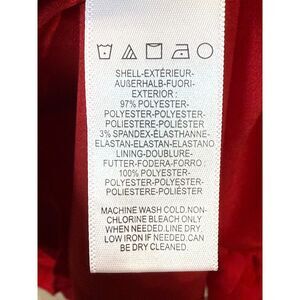 SHELL-EXTÉRIEUR-
AUßERHALB-FUORI-
EXTERIOR :
97% POLYESTER-
POLYESTER-POLYESTER-
POLIESTERE-POLIÉSTER
3% SPANDEX-ÉLASTHANNE-
ELASTAN-ELASTAN-ELASTANO
LINING-DOUBLURE-
FUTTER-FODERA-FORRO :
100% POLYESTER-
POLYESTER-POLYESTER-
POLIESTERE-POLIÉSTER
MACHINE WASH COLD.NON-
CHLORINE BLEACH ONLY
WHEN NEEDED.LINE DRY.
LOW IRON IF NEEDED.CAN
BE DRY CLEANED.